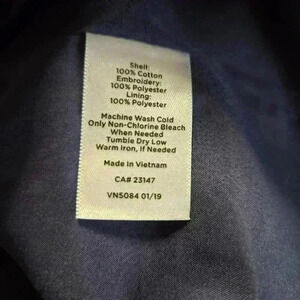 Shell:
100% Cotton
Embroidery:
100% Polyester
Lining:
100% Polyester
Machine Wash Cold
Only Non-Chlorine Bleach
When Needed
Tumble Dry Low
Warm Iron, If Needed
Made In Vietnam
CA# 23147
VN5084 01/19